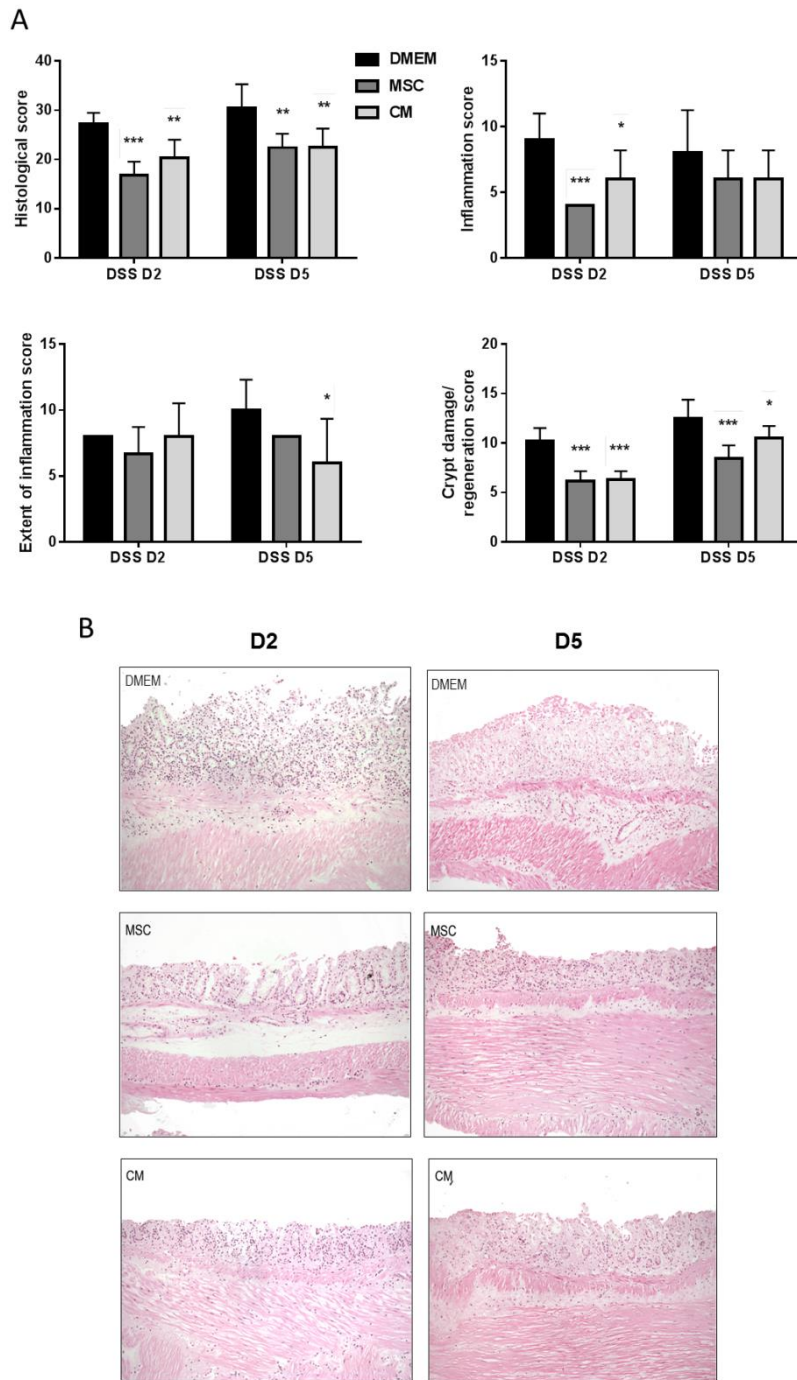 A
Histological score
40
30
20
10
0
*** ** ** **
DSS D2 DSS D5
DMEM
MSC
CM
Inflammation score
15
10
5
0
*** *
DSS D2 DSS D5
Extent of inflammation score
15
10
5
0
*
DSS D2 DSS D5
Crypt damage/
regeneration score
20
15
10
5
0
*** *** *** *
DSS D2 DSS D5
B
D2 D5
DMEM DMEM
MSC MSC
CM CM